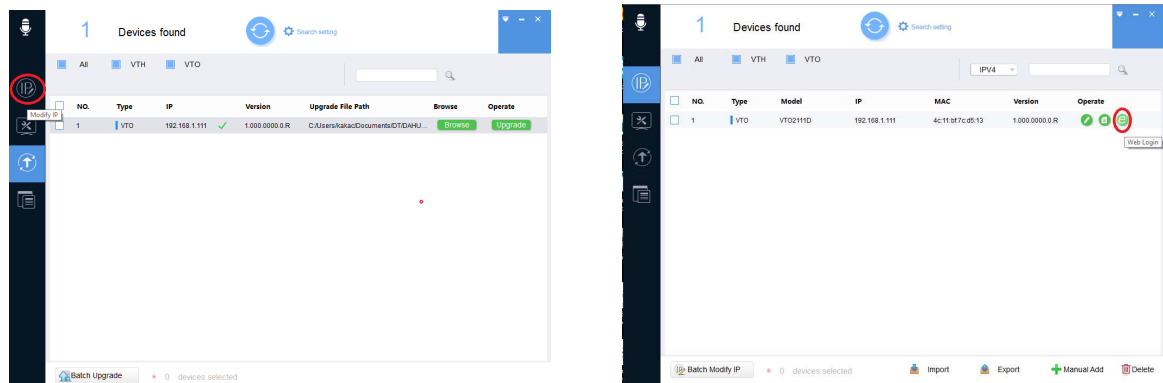 1 Devices found Search setting
All VTH VTO
NO. Type IP Version Upgrade File Path Browse Operate
Modify IP
1 VTO 192.168.1.111 1.000.0000.0.R C:/Users/kakac/Documents/DT/DAHU... Browse Upgrade
Batch Upgrade * 0 devices selected
1 Devices found Search setting
All VTH VTO
IPV4
NO. Type Model IP MAC Version Operate
1 VTO VTO2111D 192.168.1.111 4c:11:bf:7c:d5:13 1.000.0000.0.R
Web Login
Batch Modify IP * 0 devices selected Import Export Manual Add Delete